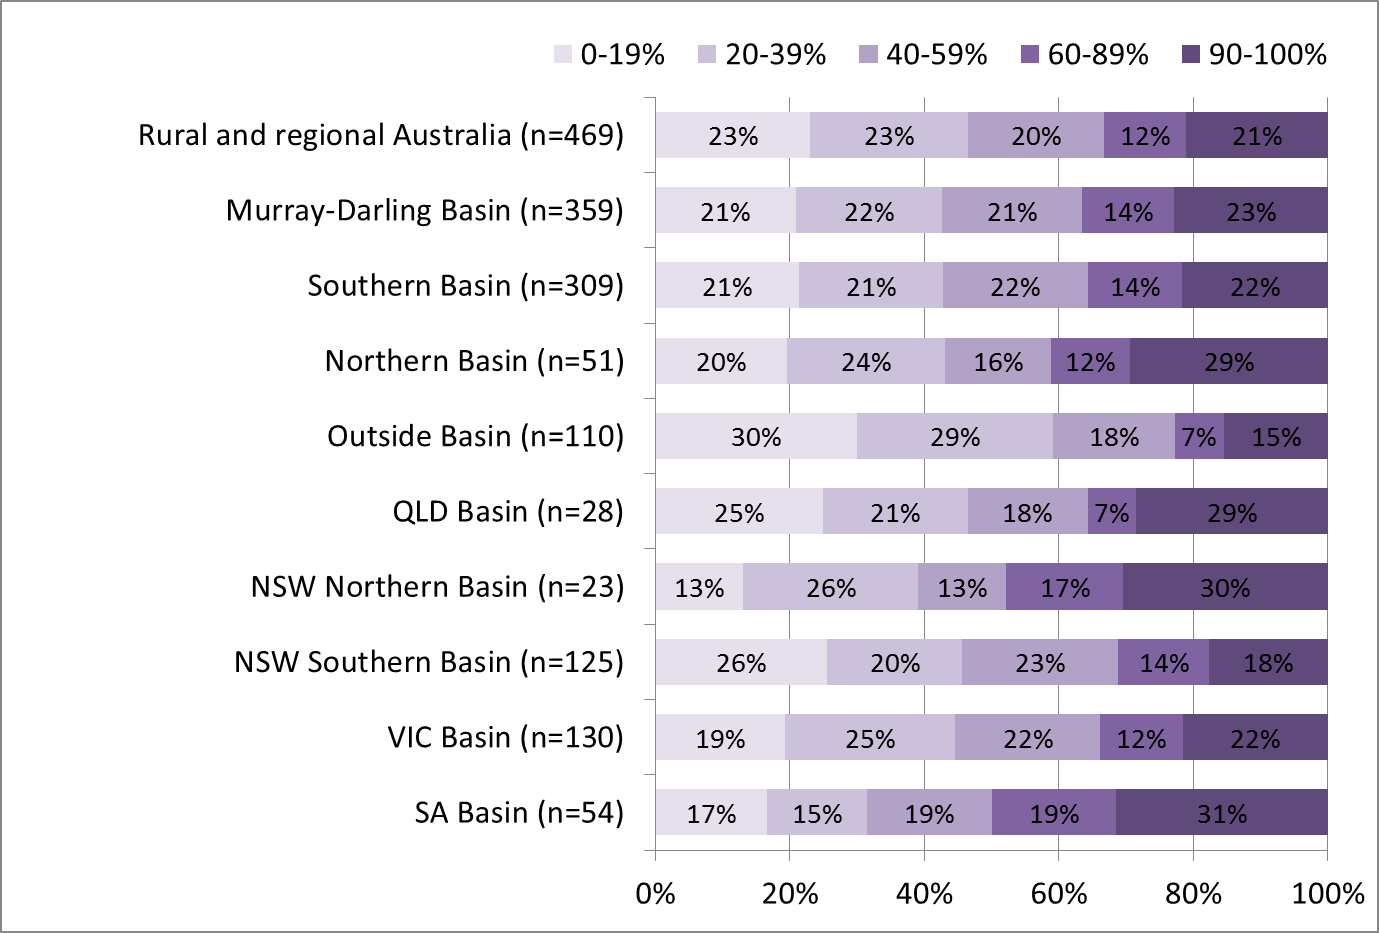 0-19% 20-39% 40-59% 60-89% 90-100%
Rural and regional Australia (n=469) 23% 23% 20% 12% 21%
Murray-Darling Basin (n=359) 21% 22% 21% 14% 23%
Southern Basin (n=309) 21% 21% 22% 14% 22%
Northern Basin (n=51) 20% 24% 16% 12% 29%
Outside Basin (n=110) 30% 29% 18% 7% 15%
QLD Basin (n=28) 25% 21% 18% 7% 29%
NSW Northern Basin (n=23) 13% 26% 13% 17% 30%
NSW Southern Basin (n=125) 26% 20% 23% 14% 18%
VIC Basin (n=130) 19% 25% 22% 12% 22%
SA Basin (n=54) 17% 15% 19% 19% 31%
0% 20% 40% 60% 80% 100%